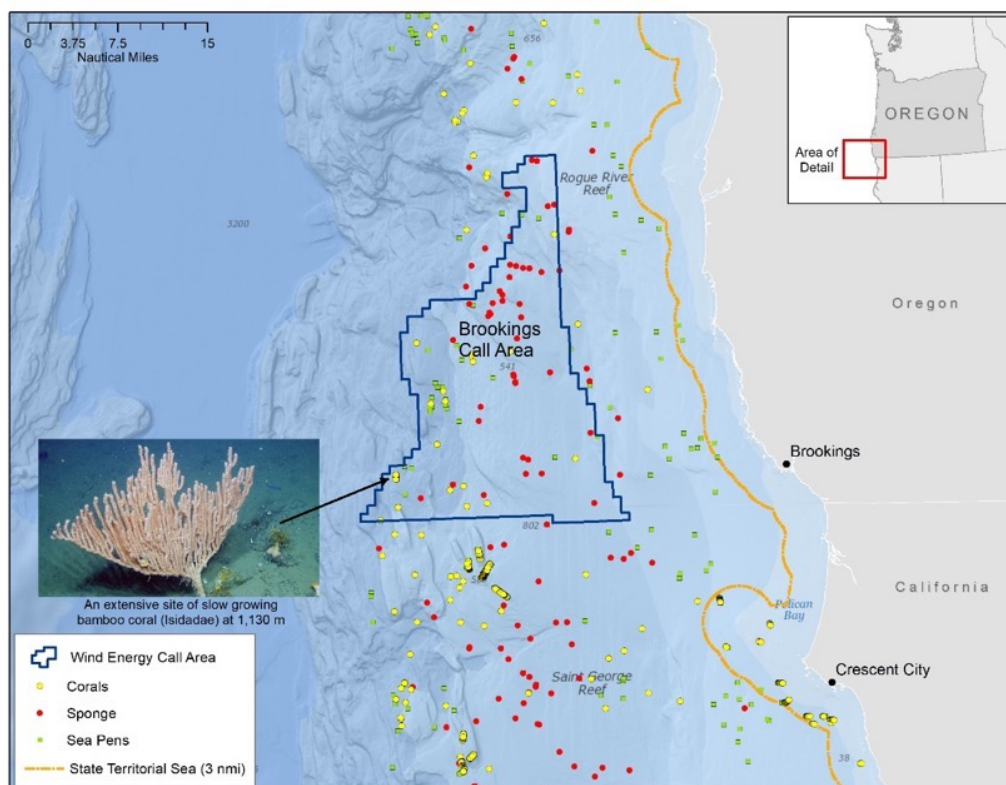 0 3.75 7.5 15
Nautical Miles
656
OREGON
Area of
Detail
Rogue River
Reef
3200
Oregon
Brookings
Call Area
541
Brookings
802
California
Pelican
Bay
An extensive site of slow growing
bamboo coral (Isidadae) at 1,130 m
Saint George
Reef
Crescent City
Wind Energy Call Area
Corals
Sponge
Sea Pens
State Territorial Sea (3 nmi)
38